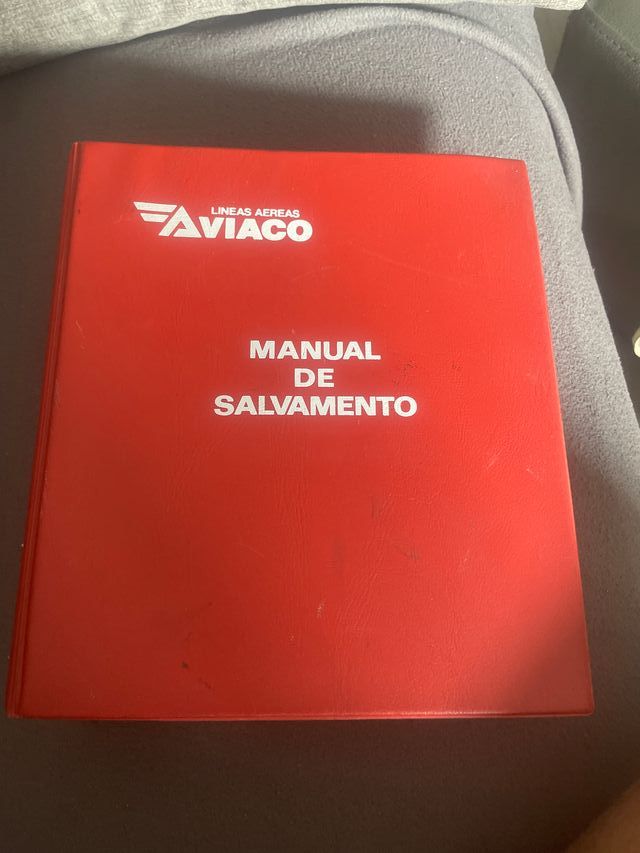 LINEAS AEREAS
AVIACO
MANUAL
DE
SALVAMENTO